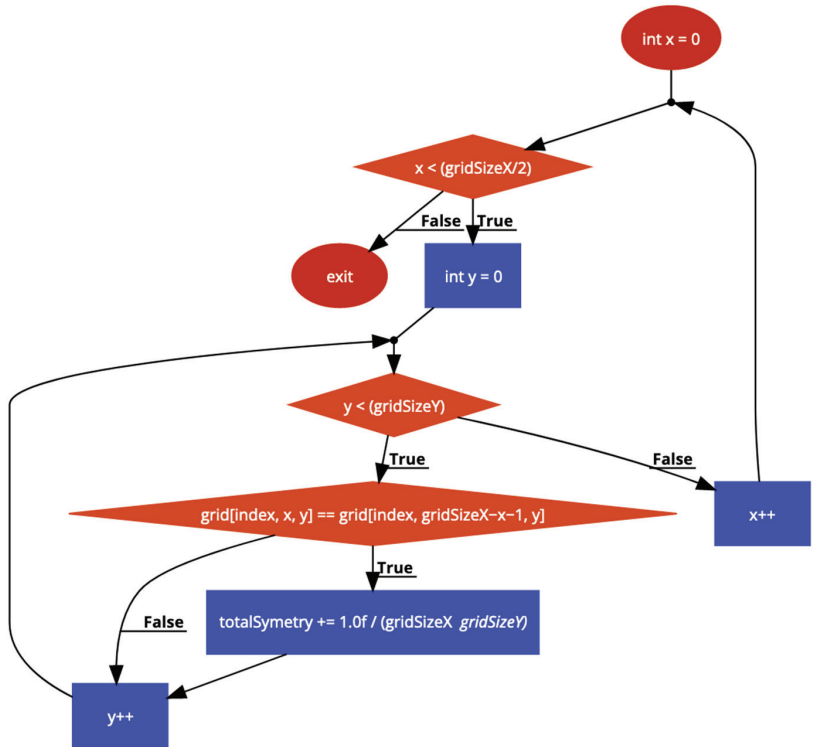 int x = 0
x < (gridSizeX/2)
False
True
exit
int y = 0
y < (gridSizeY)
True
False
grid[index, x, y] == grid[index, gridSizeX−x−1, y]
x++
True
totalSymetry += 1.0f / (gridSizeX gridSizeY)
False
y++